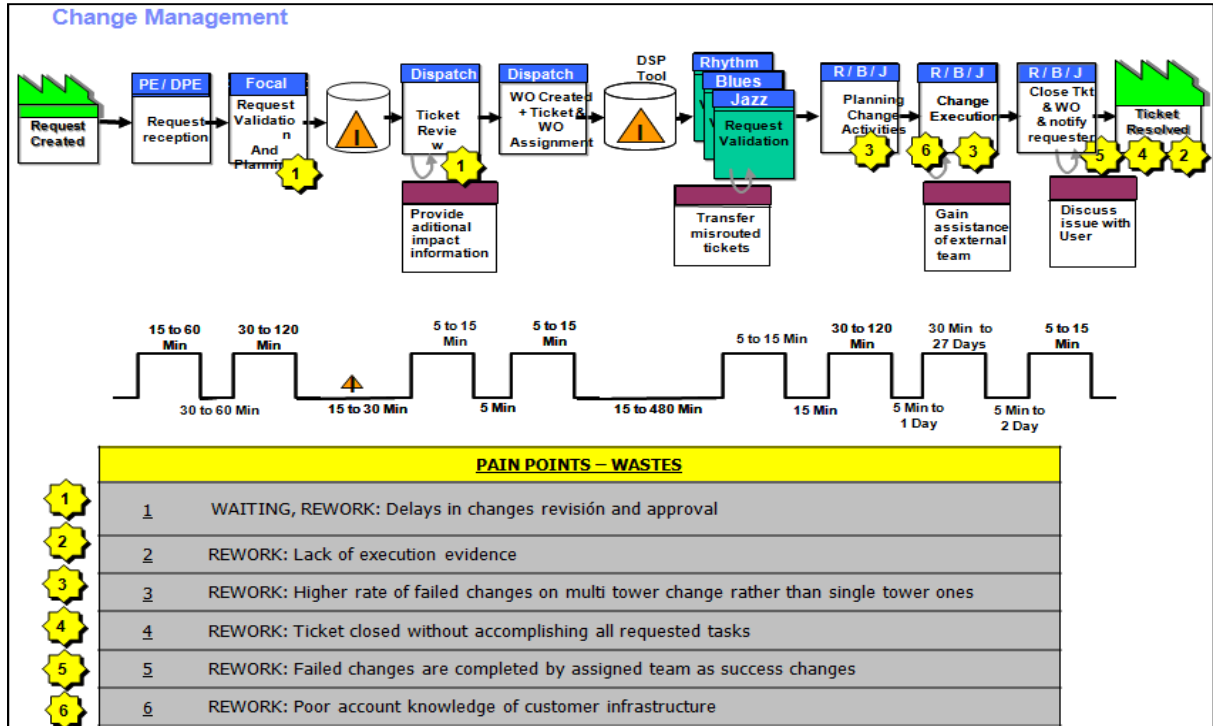 Change Management
Request
Created
PE / DPE
Request
reception
Focal
Request
Validatio
n
And
Planning
1
I
Dispatch
Ticket
Revie
w
1
Provide
aditional
impact
information
Dispatch
WO Created
+ Ticket &
WO
Assignment
DSP
Tool
I
Rhythm
Blues
Jazz
Request
Validation
Transfer
misrouted
tickets
R / B / J
Planning
Change
Activities
3
R / B / J
Change
Execution
6
3
Gain
assistance
of external
team
R / B / J
Close Tkt
& WO
& notify
requester
5
4
2
Discuss
issue with
User
Ticket
Resolved
15 to 60
Min
30 to 120
Min
5 to 15
Min
5 to 15
Min
5 to 15 Min
30 to 120
Min
30 Min to
27 Days
5 to 15
Min
30 to 60 Min
I
15 to 30 Min
5 Min
15 to 480 Min
15 Min
5 Min to
1 Day
5 Min to
2 Day
PAIN POINTS – WASTES
1 1 WAITING, REWORK: Delays in changes revisión and approval
2 2 REWORK: Lack of execution evidence
3 3 REWORK: Higher rate of failed changes on multi tower change rather than single tower ones
4 4 REWORK: Ticket closed without accomplishing all requested tasks
5 5 REWORK: Failed changes are completed by assigned team as success changes
6 6 REWORK: Poor account knowledge of customer infrastructure